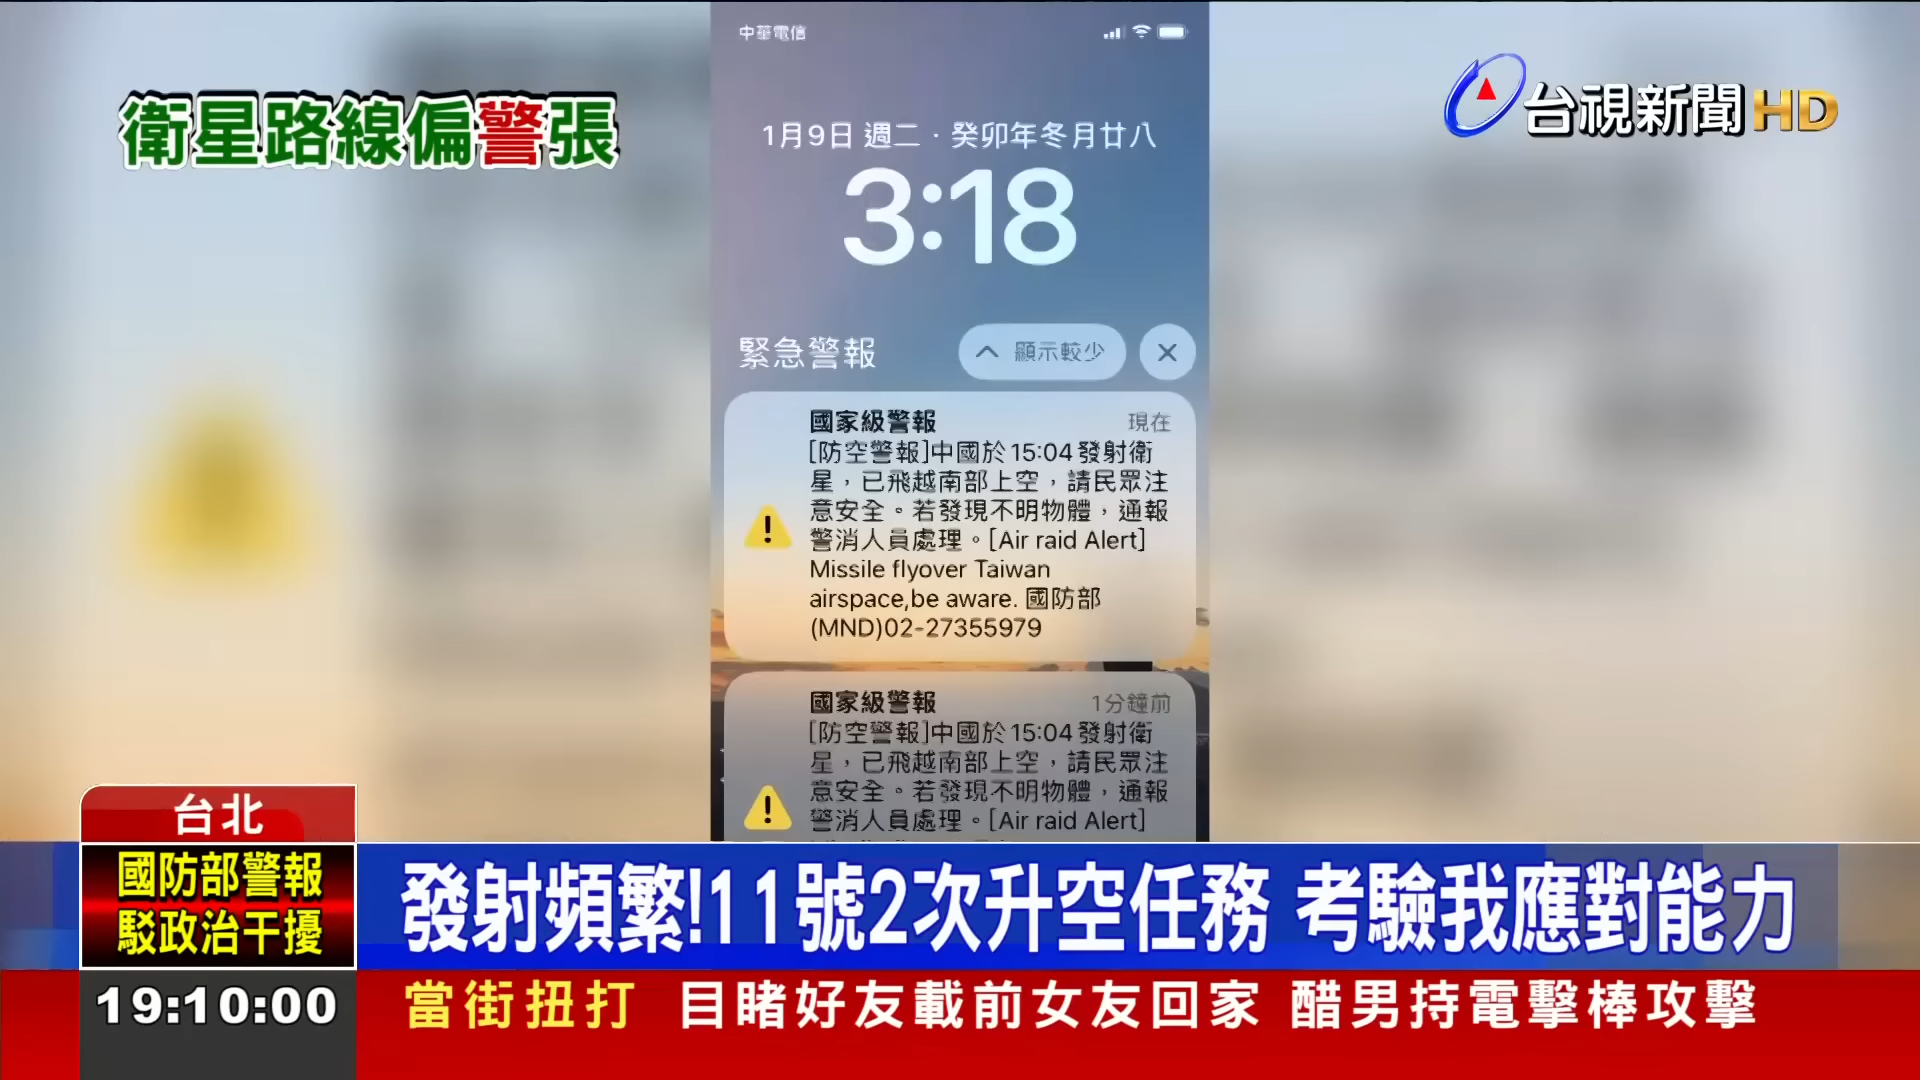 中華電信
衛星路線偏警張
台視新聞HD
1月9日 週二·癸卯年冬月廿八
3:18
緊急警報
顯示較少
國家級警報
現在
[防空警報]中國於15:04發射衛
星，已飛越南部上空，請民眾注
意安全。若發現不明物體，通報
警消人員處理。[Air raid Alert]
Missile flyover Taiwan
airspace,be aware. 國防部
(MND)02-27355979
國家級警報
1分鐘前
[防空警報]中國於15:04發射衛
星，已飛越南部上空，請民眾注
意安全。若發現不明物體，通報
警消人員處理。[Air raid Alert]
台北
國防部警報
駁政治干擾
發射頻繁!11號2次升空任務 考驗我應對能力
19:10:00
當街扭打 目睹好友載前女友回家 醋男持電擊棒攻擊